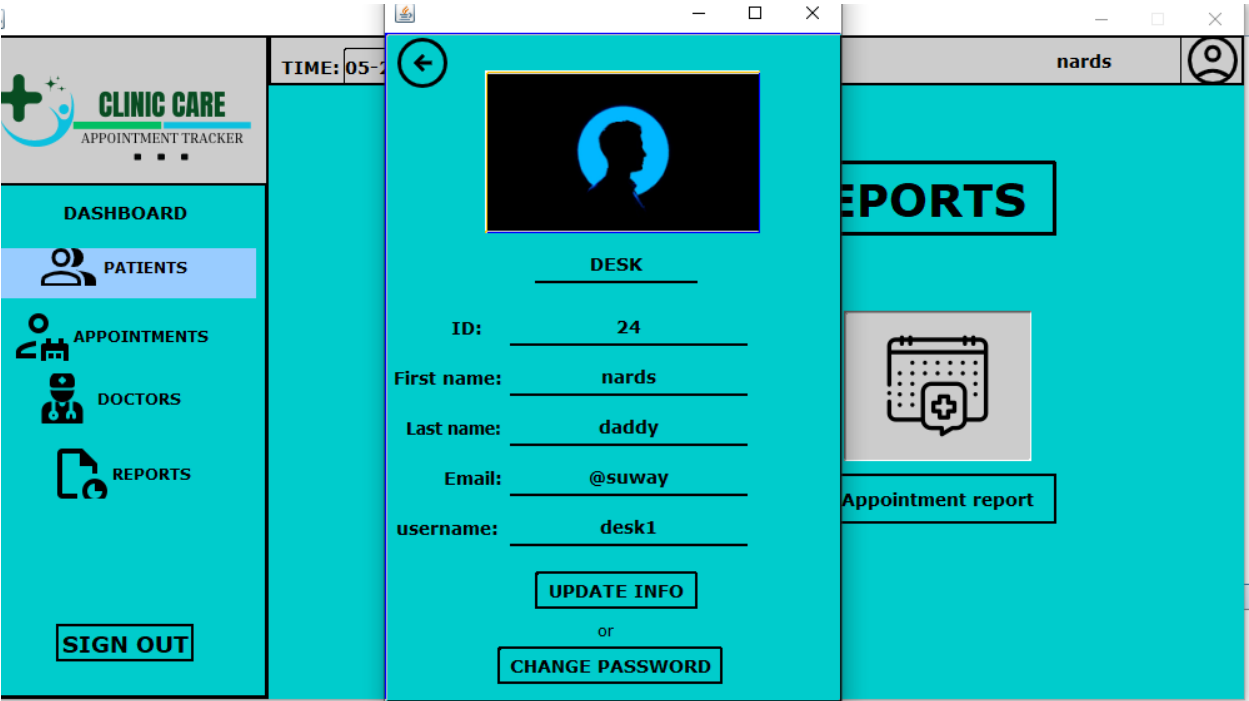 CLINIC CARE
APPOINTMENT TRACKER
DASHBOARD
PATIENTS
APPOINTMENTS
DOCTORS
REPORTS
SIGN OUT
TIME: 05-
nards
DESK
ID: 24
First name: nards
Last name: daddy
Email: @suway
username: desk1
UPDATE INFO
or
CHANGE PASSWORD
EPORTS
Appointment report